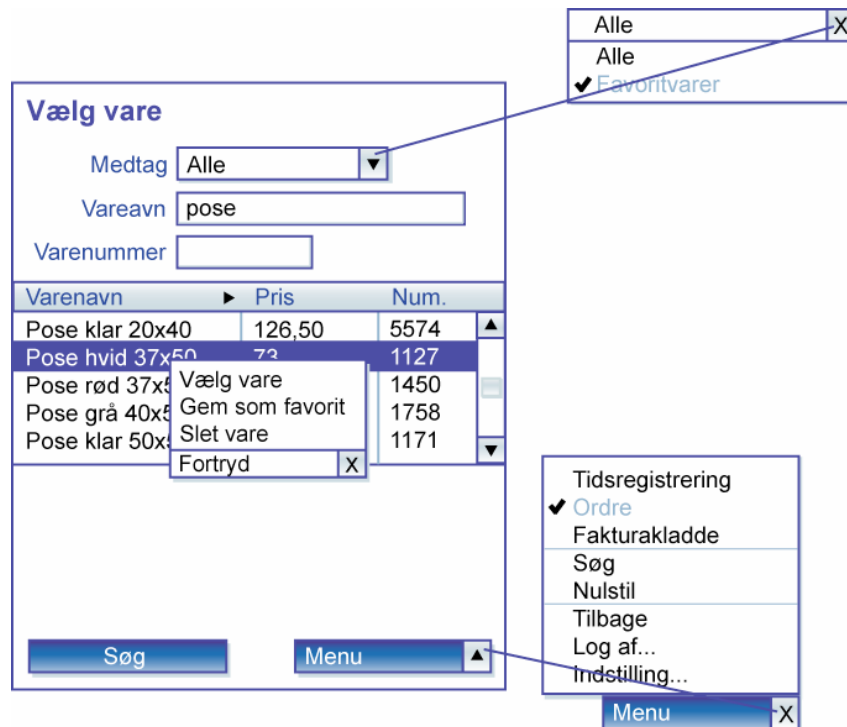 Alle X
Alle
Favoritvarer
Vælg vare
Medtag Alle
Vareavn pose
Varenummer
Varenavn Pris Num.
Pose klar 20x40 126,50 5574
Pose hvid 37x50 73 1127
Pose rød 37x5 1450
Pose grå 40x5 1758
Pose klar 50x5 1171
Vælg vare
Gem som favorit
Slet vare
Fortryd X
Søg Menu
Tidsregistrering
Ordre
Fakturakladde
Søg
Nulstil
Tilbage
Log af...
Indstilling...
Menu X